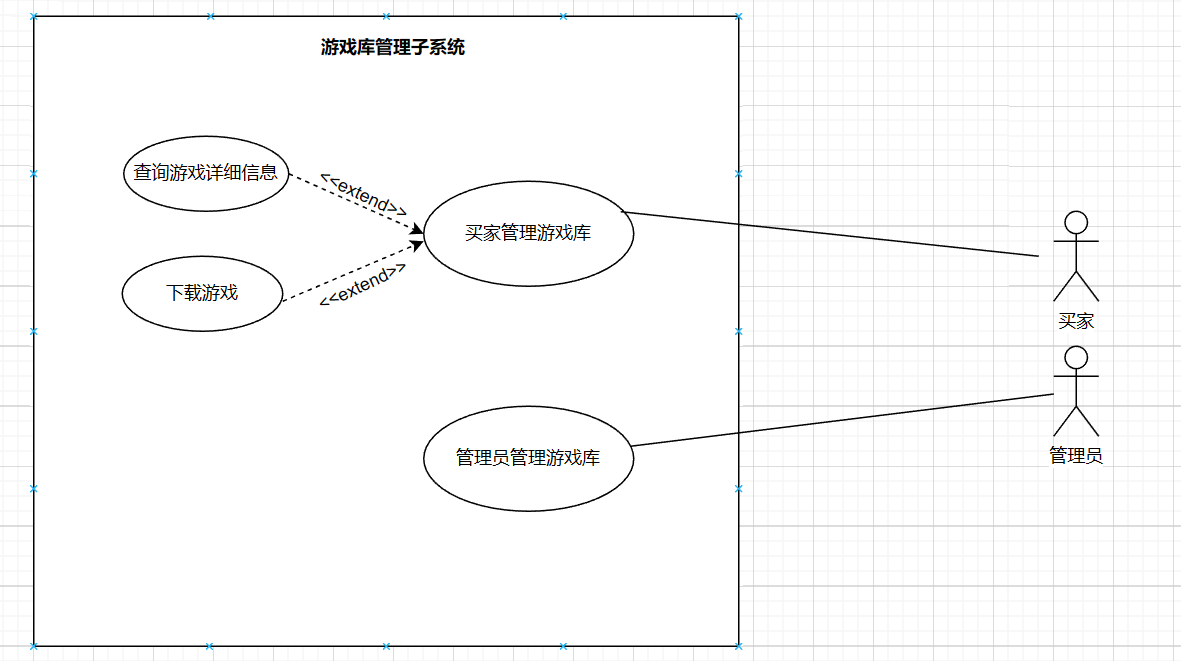 游戏库管理子系统
查询游戏详细信息
<<extend>>
买家管理游戏库
下载游戏
<<extend>>
买家
管理员管理游戏库
管理员